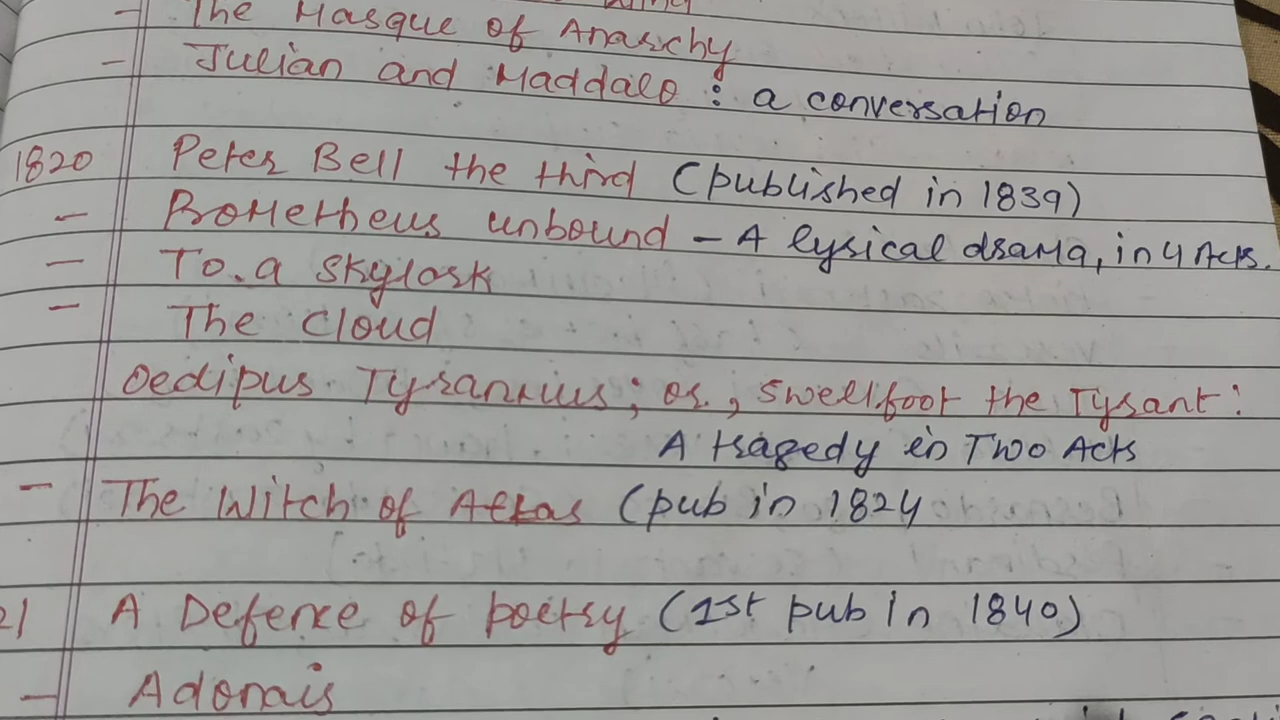 - The Masque of Anarchy
- Julian and Maddalo : a conversation
1820 Peter Bell the third (published in 1839)
- Prometheus unbound - A lyrical drama, in 4 Acts.
- To a Skylark
- The Cloud
Oedipus Tyrannus; or, Swellfoot the Tyrant:
A tragedy in Two Acts
- The Witch of Atlas (pub in 1824
21 A Defence of poetry (1st pub in 1840)
- Adonais